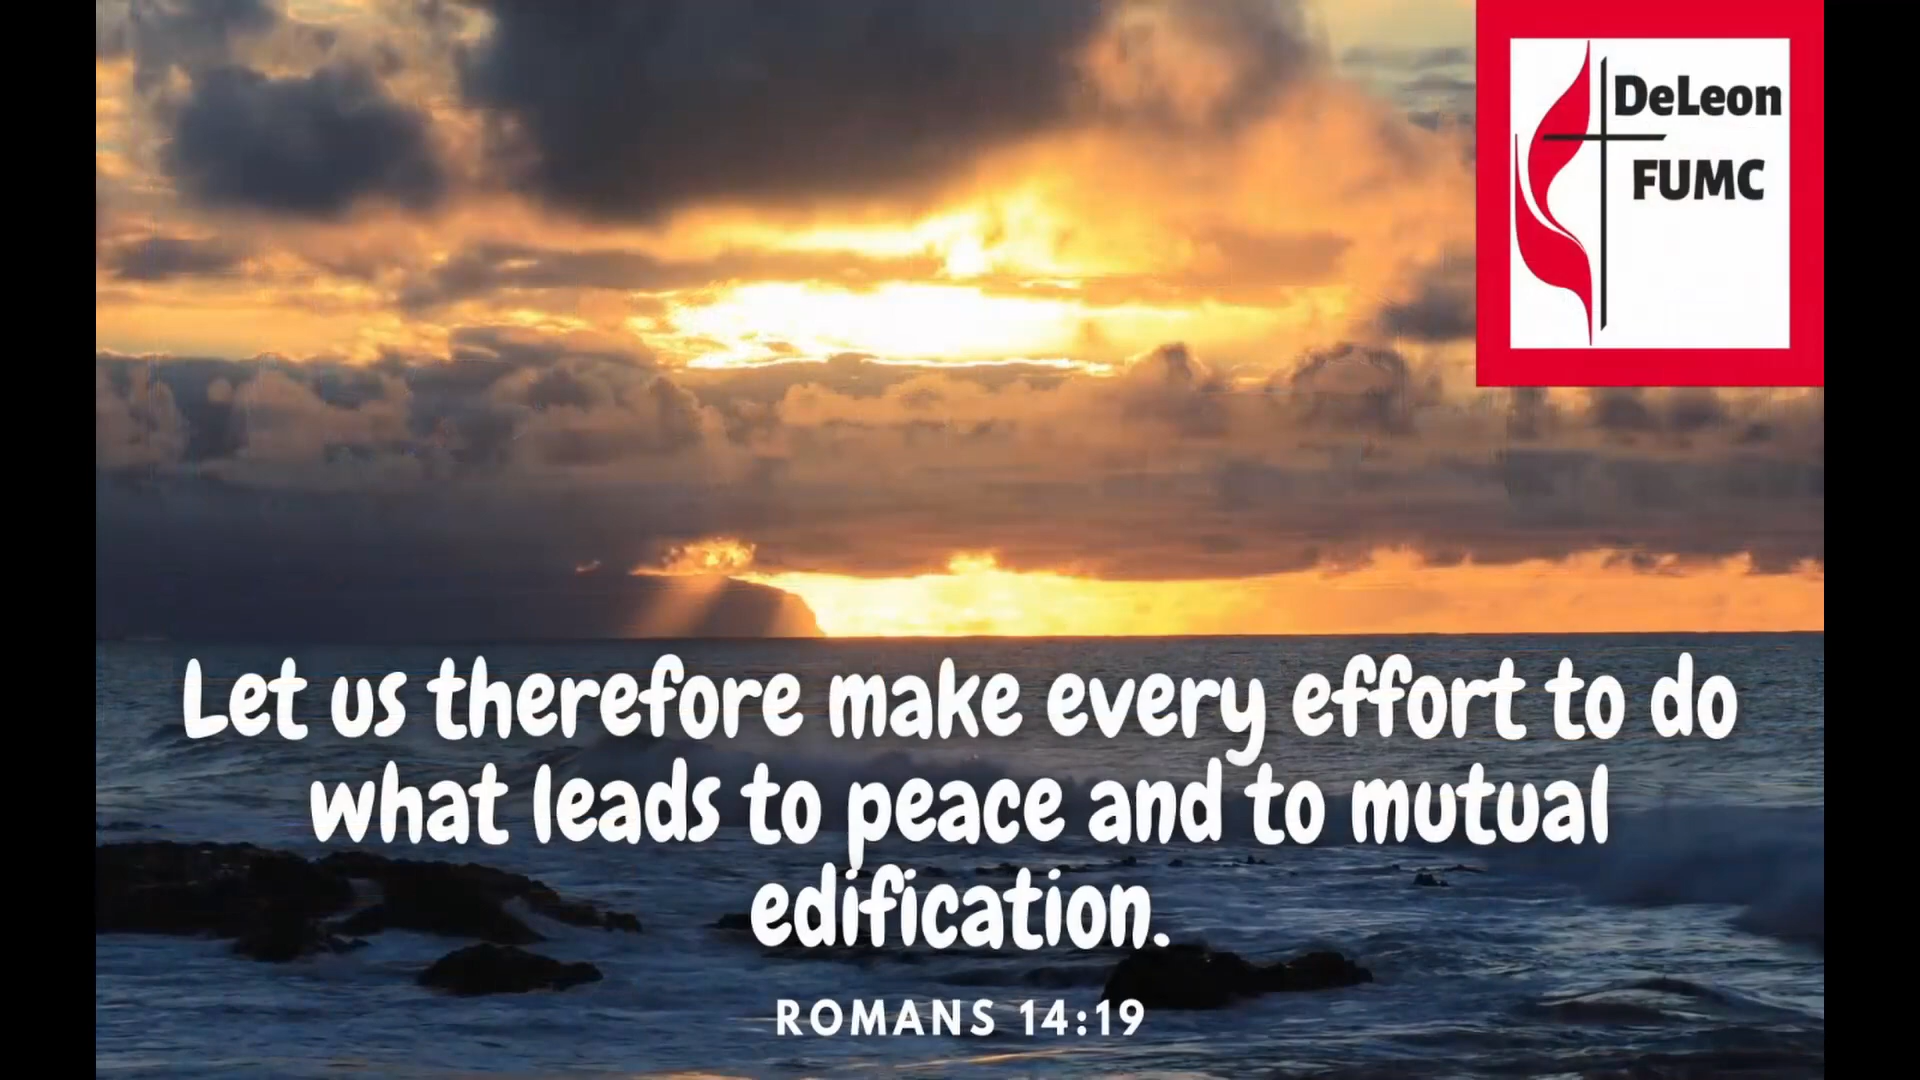 DeLeon
FUMC
Let us therefore make every effort to do
what leads to peace and to mutual
edification.
ROMANS 14:19